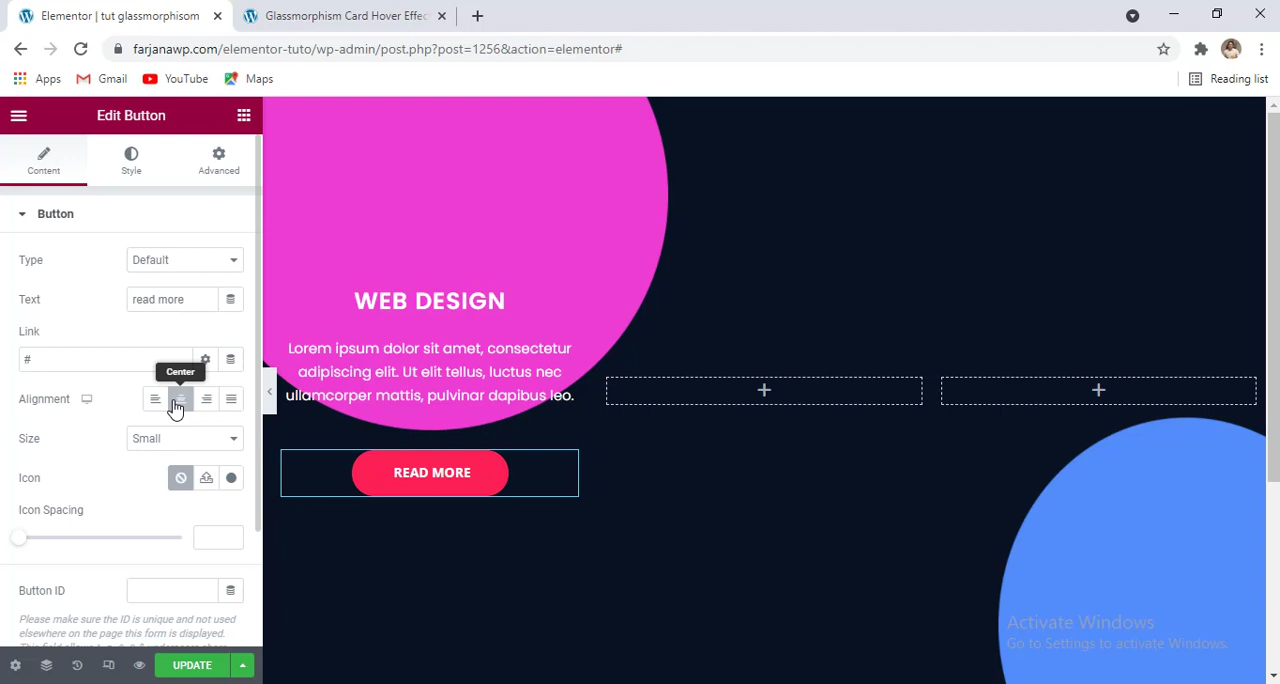 Elementor | tut glassmorphisom
Glassmorphism Card Hover Effec
farjanawp.com/elementor-tuto/wp-admin/post.php?post=1256&action=elementor#
Apps
Gmail
YouTube
Maps
Reading list
Edit Button
Content
Style
Advanced
Button
Type
Default
Text
read more
Link
#
Center
Alignment
Size
Small
Icon
Icon Spacing
Button ID
Please make sure the ID is unique and not used
elsewhere on the page this form is displayed.
UPDATE
WEB DESIGN
Lorem ipsum dolor sit amet, consectetur
adipiscing elit. Ut elit tellus, luctus nec
ullamcorper mattis, pulvinar dapibus leo.
READ MORE
Activate Windows
Go to Settings to activate Windows.